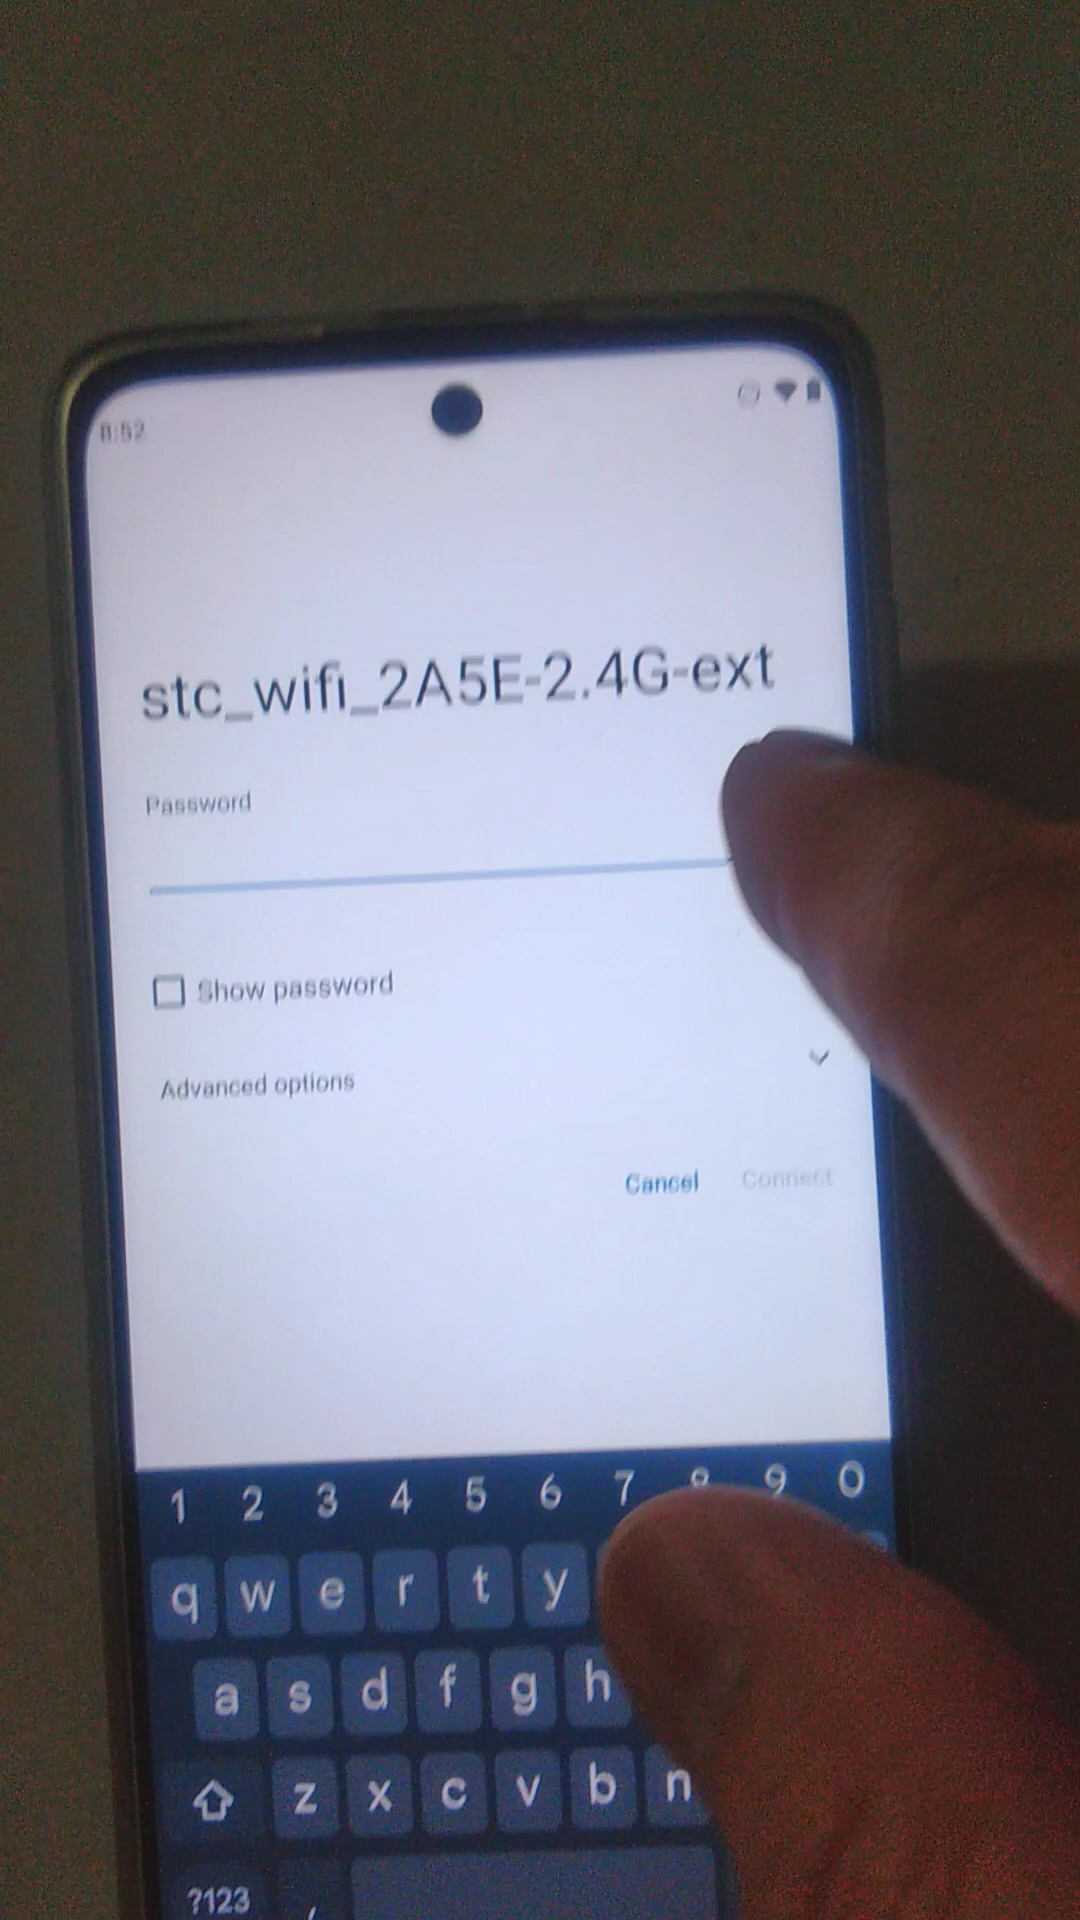 8:52
stc_wifi_2A5E-2.4G-ext
Password
Show password
Advanced options
Cancel Connect
1 2 3 4 5 6 7 8 9 0
q w e r t y
a s d f g h
z x c v b n
?123 ,